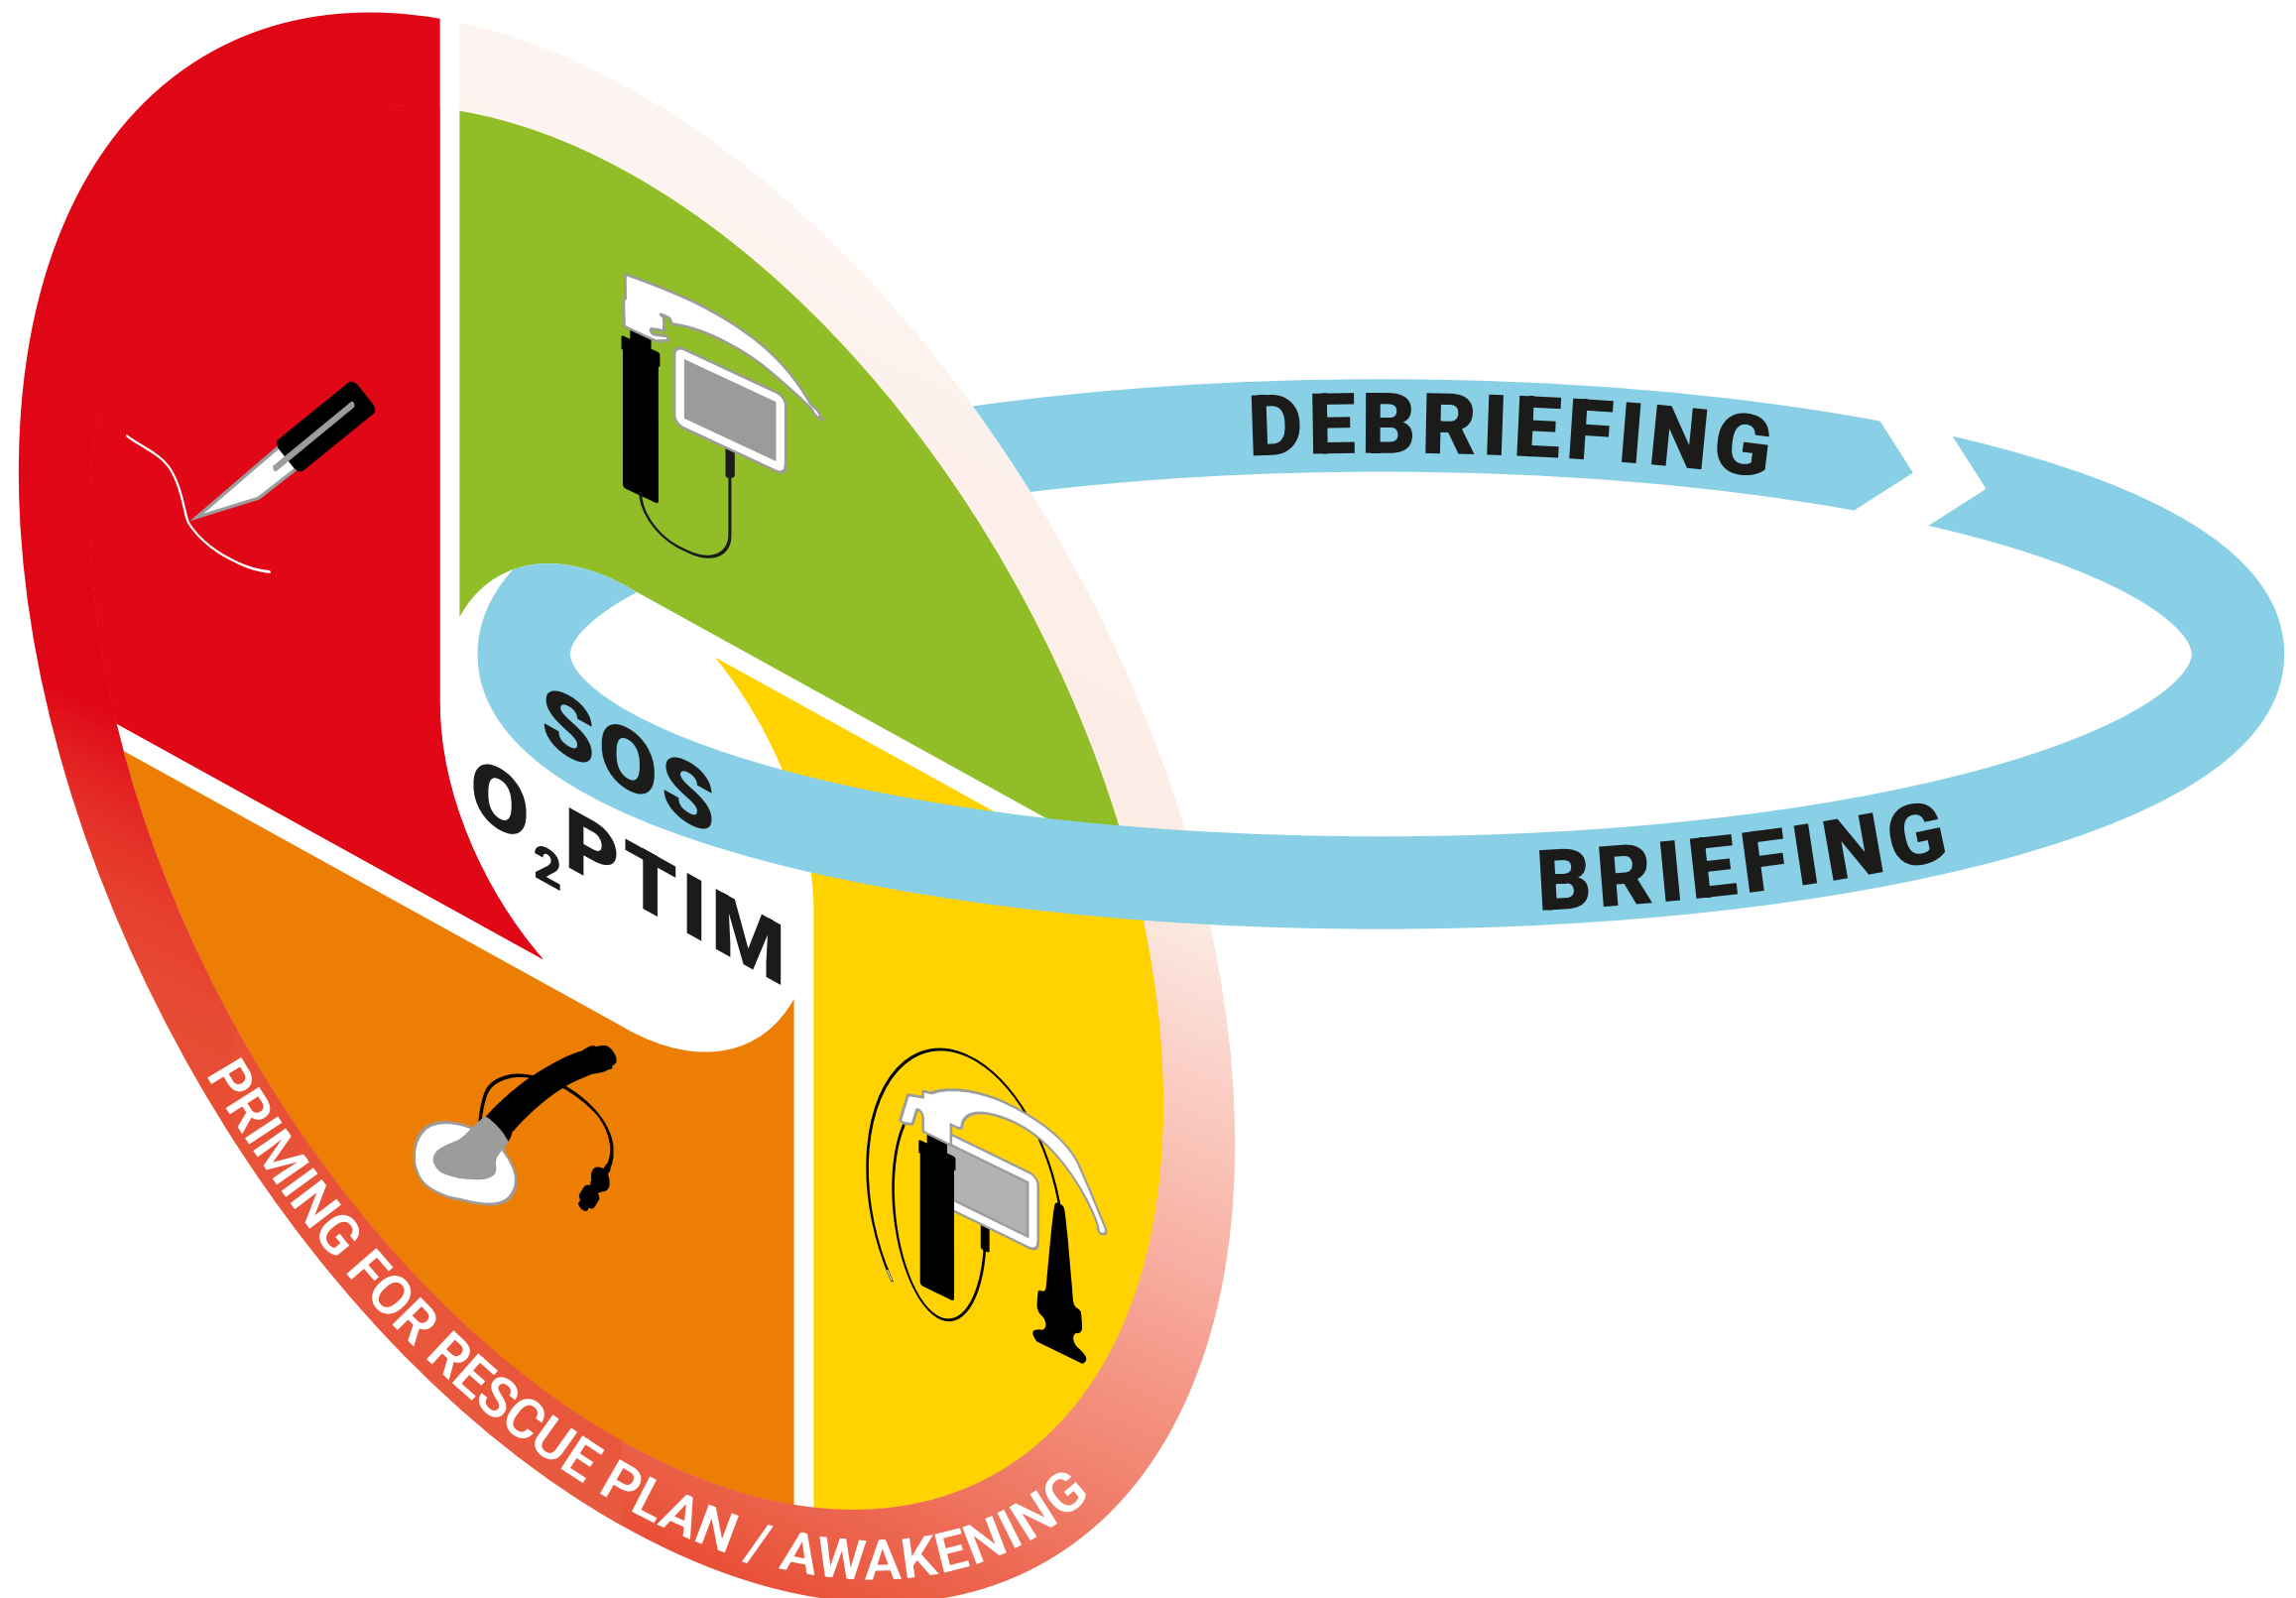 DEBRIEFING
SOS
O₂PTIM
BRIEFING
PRIMING FOR RESCUE PLAN / AWAKENING